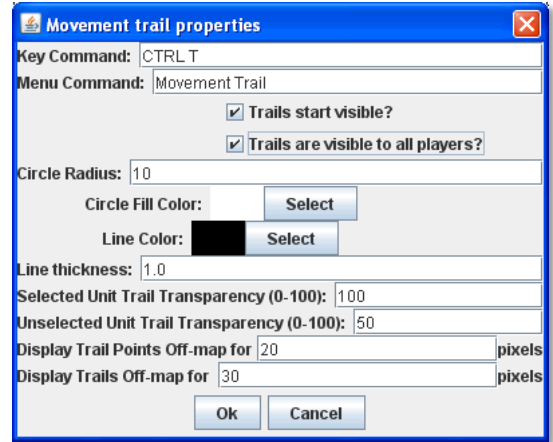 Movement trail properties
Key Command: CTRL T
Menu Command: Movement Trail
Trails start visible?
Trails are visible to all players?
Circle Radius: 10
Circle Fill Color: Select
Line Color: Select
Line thickness: 1.0
Selected Unit Trail Transparency (0-100): 100
Unselected Unit Trail Transparency (0-100): 50
Display Trail Points Off-map for 20 pixels
Display Trails Off-map for 30 pixels
Ok Cancel